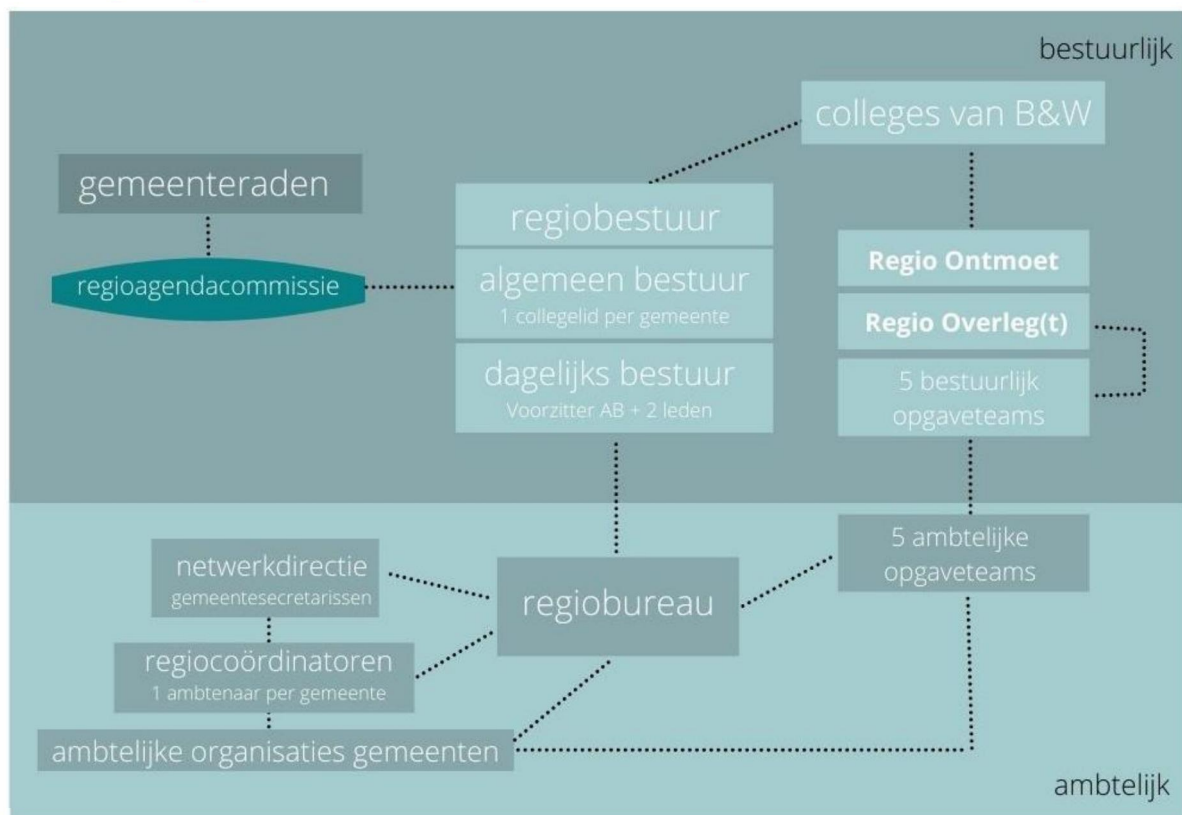 bestuurlijk
colleges van B&W
gemeenteraden
regioagendacommissie
regiobestuur
algemeen bestuur
1 collegelid per gemeente
dagelijks bestuur
Voorzitter AB + 2 leden
Regio Ontmoet
Regio Overleg(t)
5 bestuurlijk
opgaveteams
5 ambtelijke
opgaveteams
netwerkdirectie
gemeentesecretarissen
regiobureau
regiocoördinatoren
1 ambtenaar per gemeente
ambtelijke organisaties gemeenten
ambtelijk